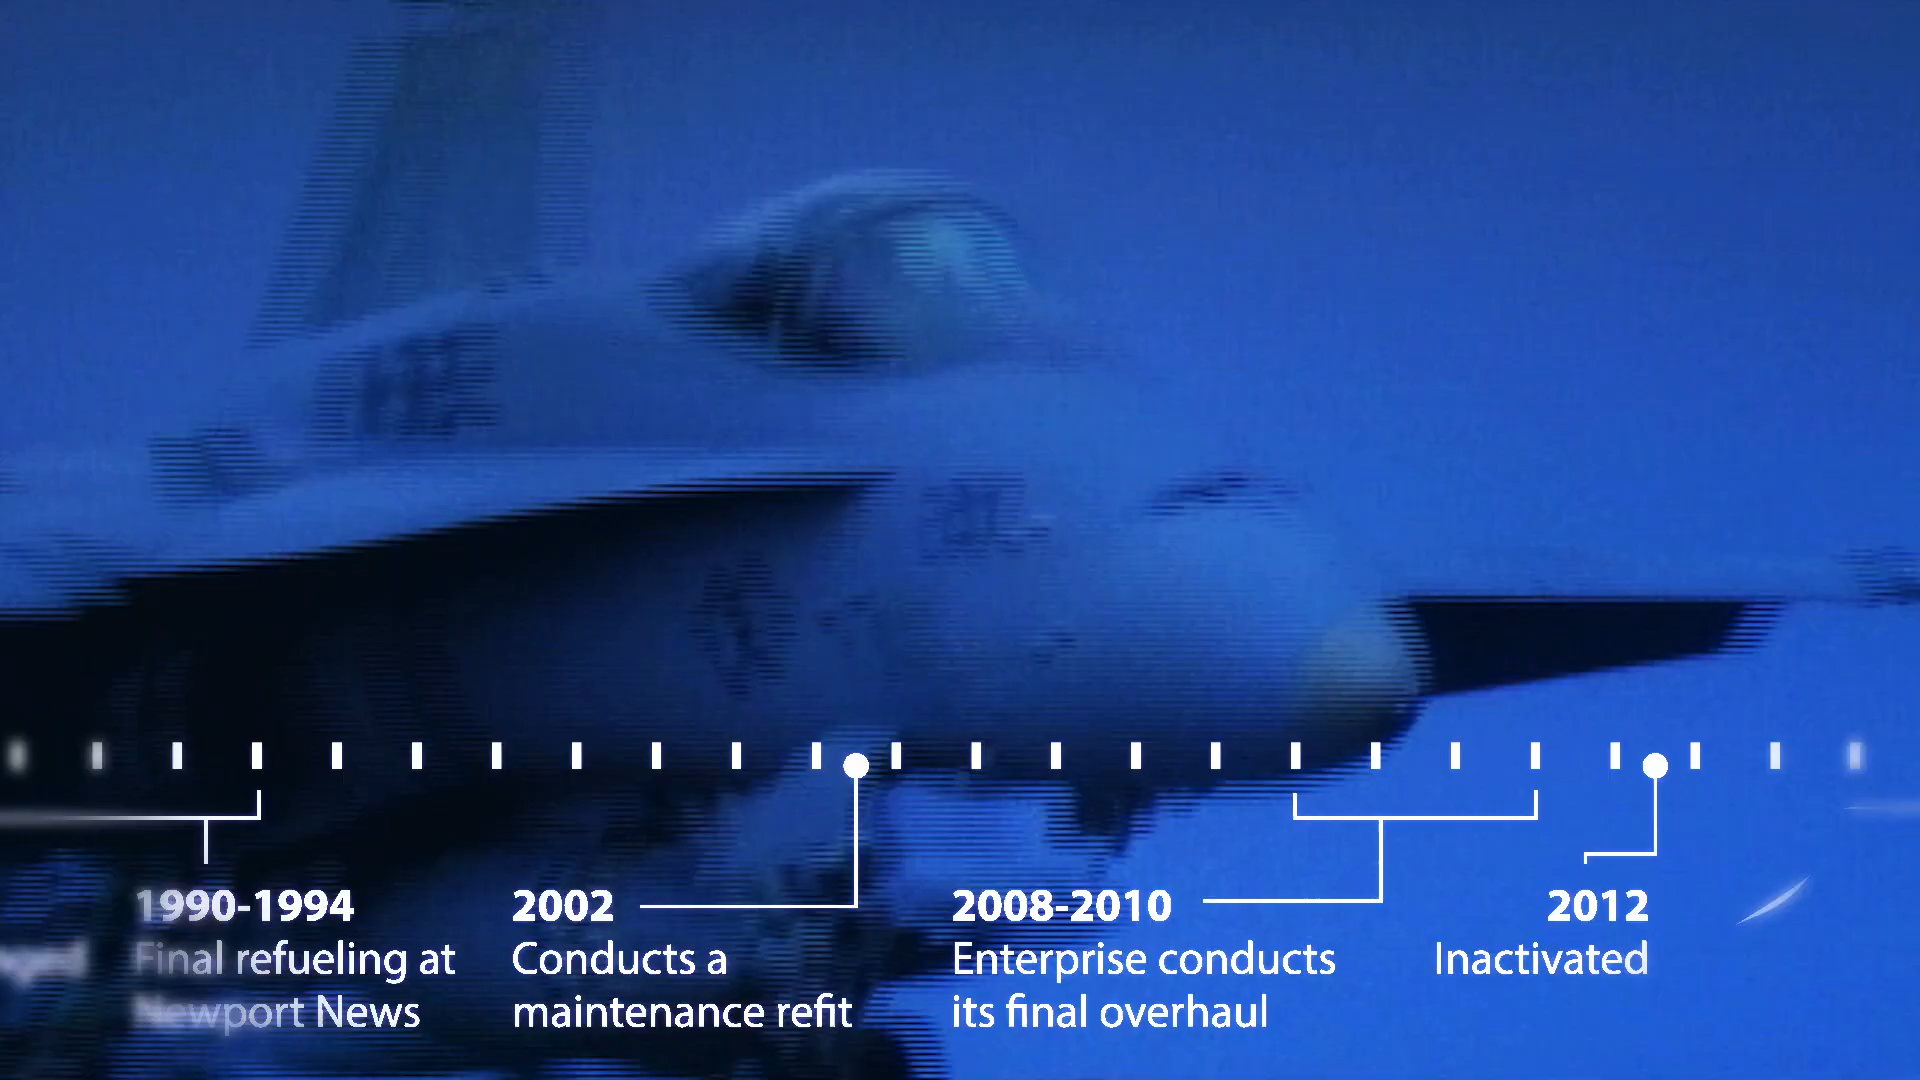 1990-1994
Final refueling at
Newport News
2002
Conducts a
maintenance refit
2008-2010
Enterprise conducts
its final overhaul
2012
Inactivated